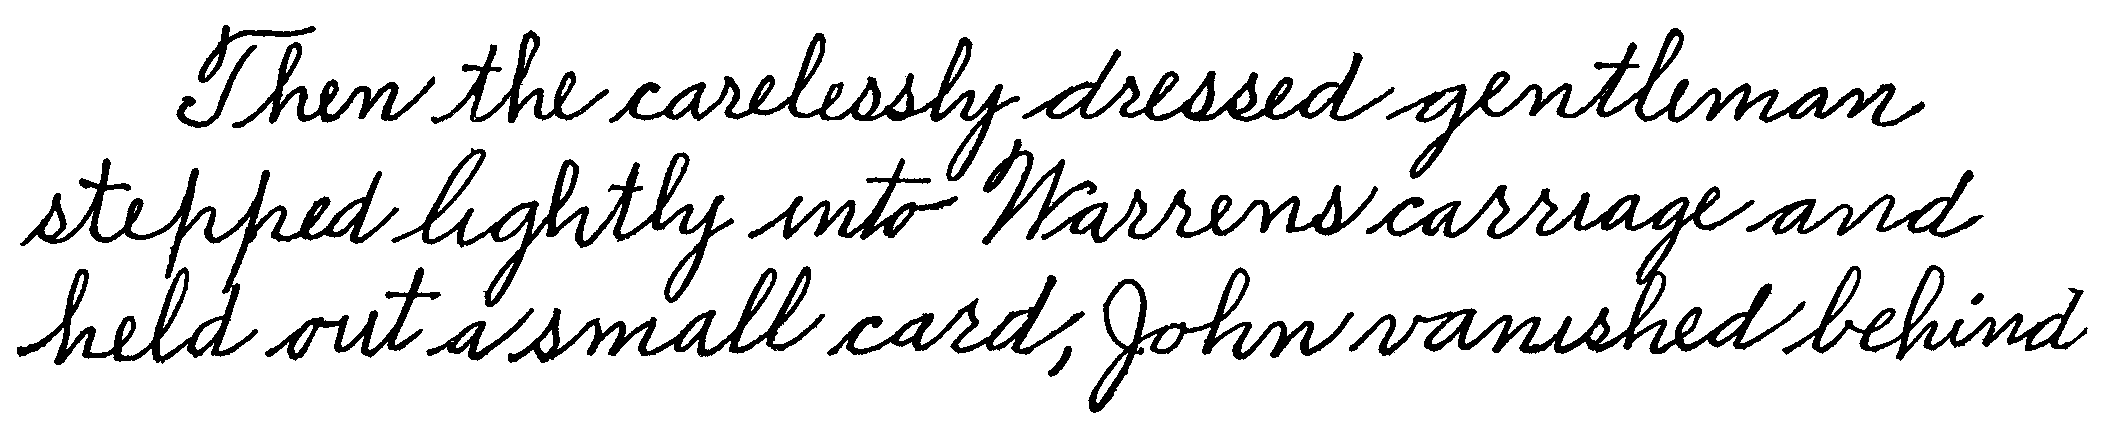 Then the carelessly dressed gentleman
stepped lightly into Warrens carriage and
held out a small card, John vanished behind